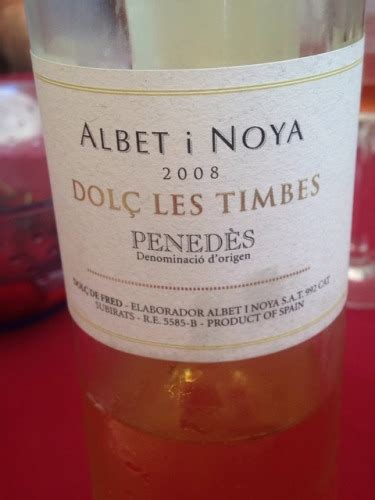 ALBET i NOYA
2008
DOLÇ LES TIMBES
PENEDÈS
Denominació d'origen
DOLÇ DE FRED - ELABORADOR ALBET I NOYA S.A.T. 992 CAT
SUBIRATS - R.E. 5585-B - PRODUCT OF SPAIN